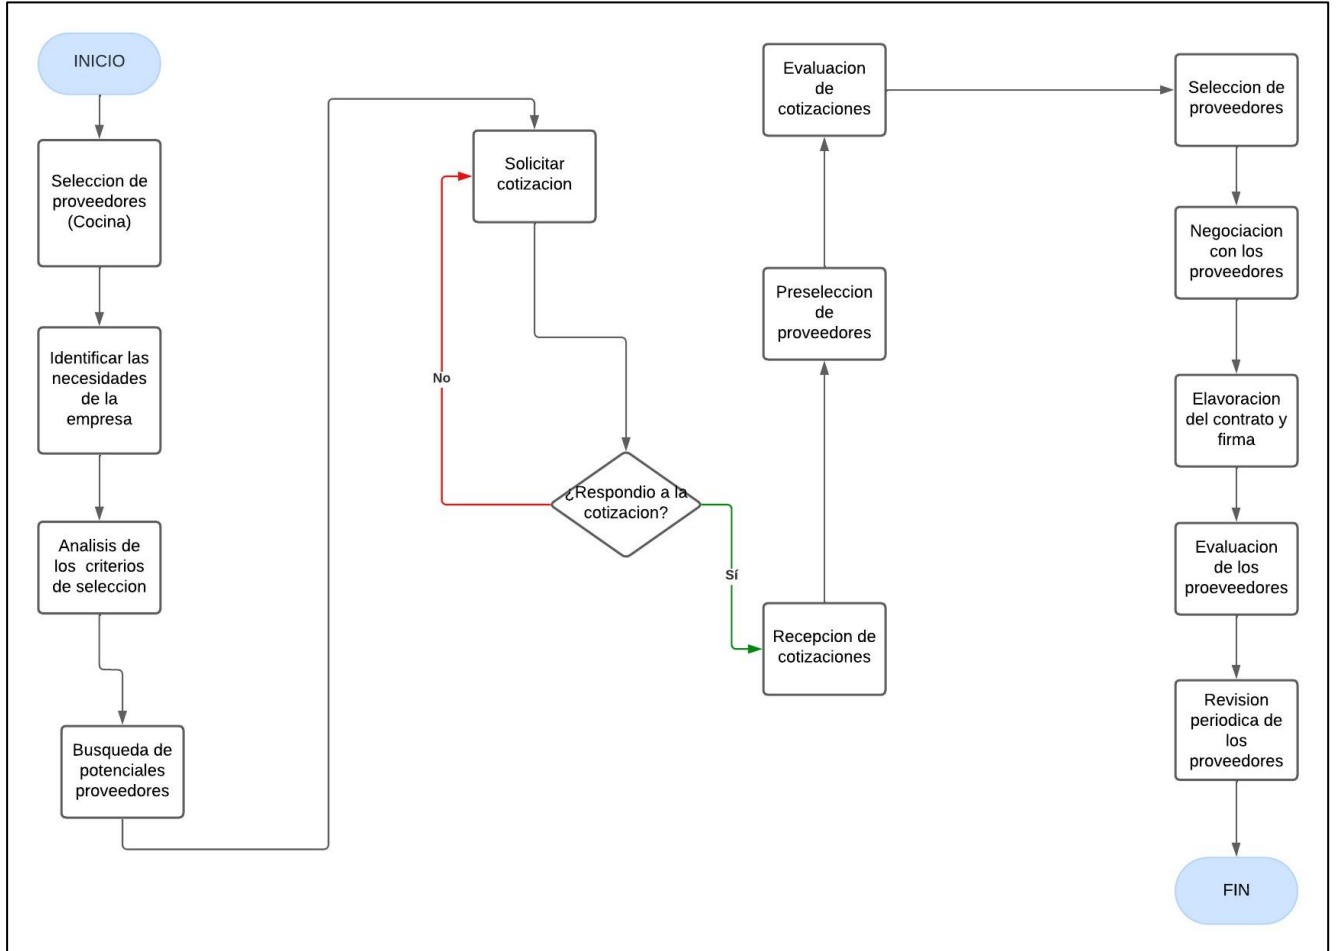 INICIO
Seleccion de
proveedores
(Cocina)
Identificar las
necesidades
de la
empresa
Analisis de
los criterios
de seleccion
Busqueda de
potenciales
proveedores
Solicitar
cotizacion
No
¿Respondio a la
cotizacion?
Sí
Recepcion de
cotizaciones
Preseleccion
de
proveedores
Evaluacion
de
cotizaciones
Seleccion de
proveedores
Negociacion
con los
proveedores
Elavoracion
del contrato y
firma
Evaluacion
de los
proeveedores
Revision
periodica de
los
proveedores
FIN